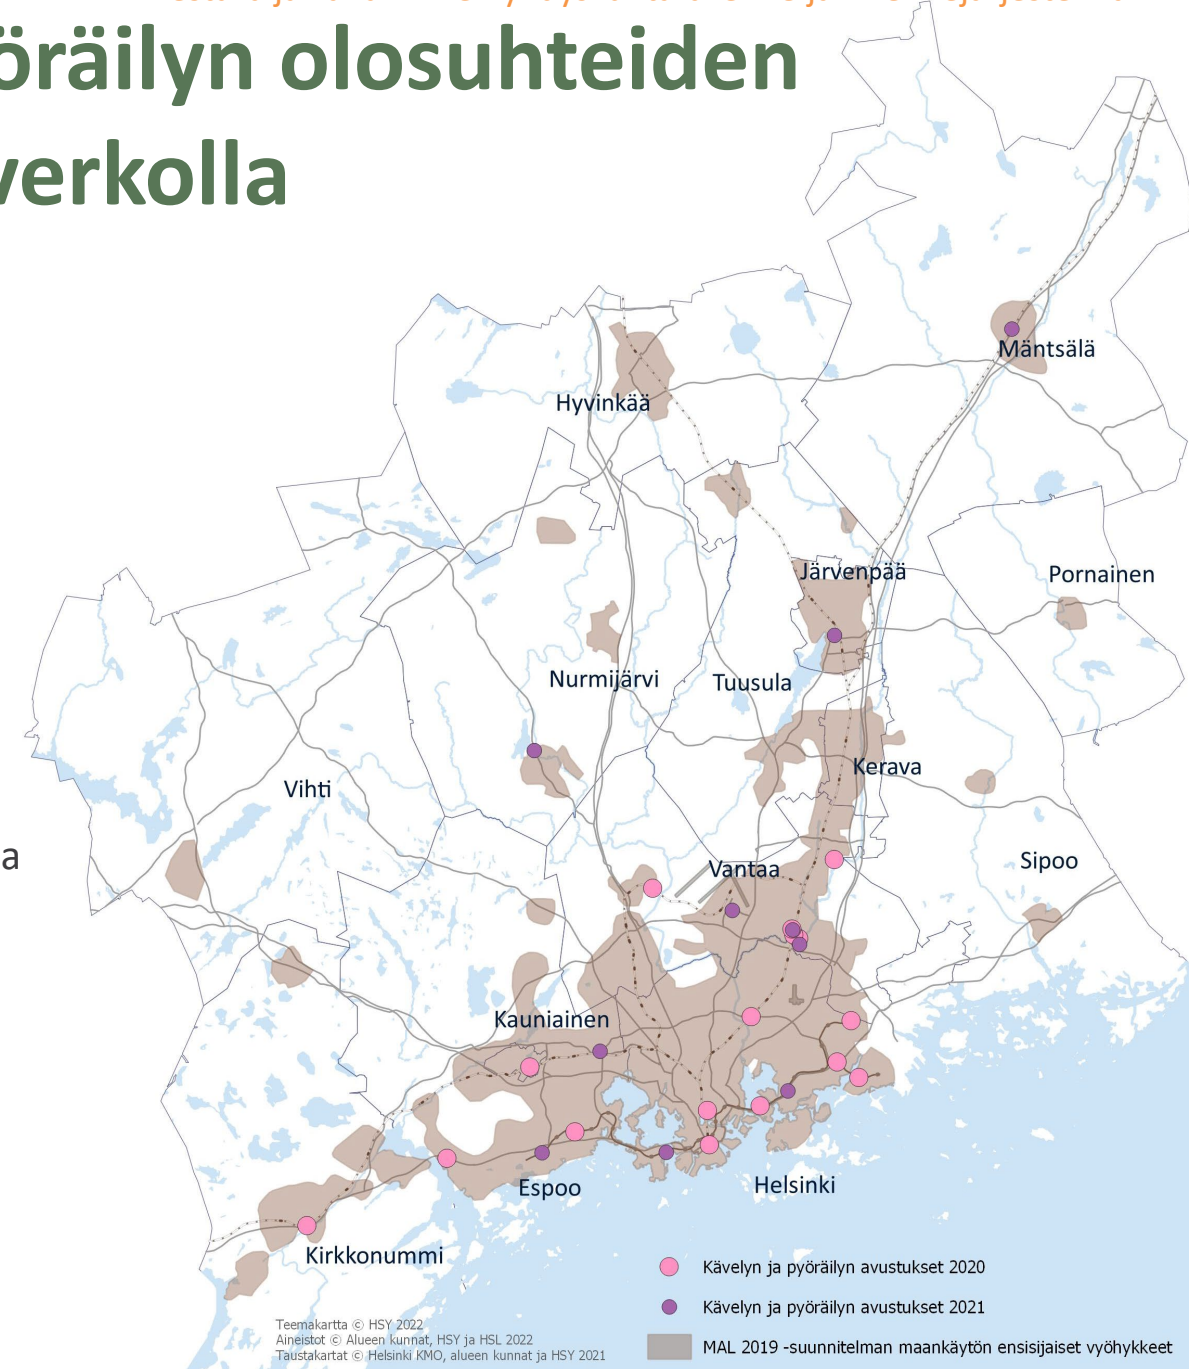 öräilyn olosuhteiden
verkolla
a
Mäntsälä
Hyvinkää
Järvenpää
Pornainen
Nurmijärvi
Tuusula
Kerava
Vihti
Vantaa
Sipoo
Kauniainen
Espoo
Helsinki
Kirkkonummi
Kävelyn ja pyöräilyn avustukset 2020
Kävelyn ja pyöräilyn avustukset 2021
MAL 2019 -suunnitelman maankäytön ensisijaiset vyöhykkeet
Teemakartta © HSY 2022
Aineistot © Alueen kunnat, HSY ja HSL 2022
Taustakartat © Helsinki KMO, alueen kunnat ja HSY 2021